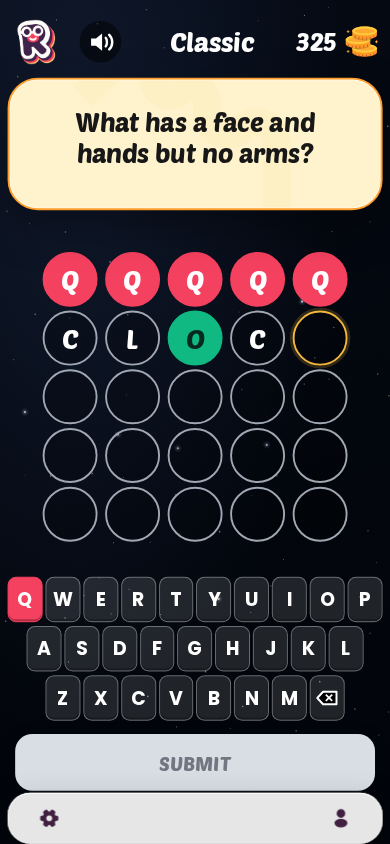 R
Classic
325
What has a face and
hands but no arms?
Q Q Q Q Q
C L O C
Q W E R T Y U I O P
A S D F G H J K L
Z X C V B N M
SUBMIT